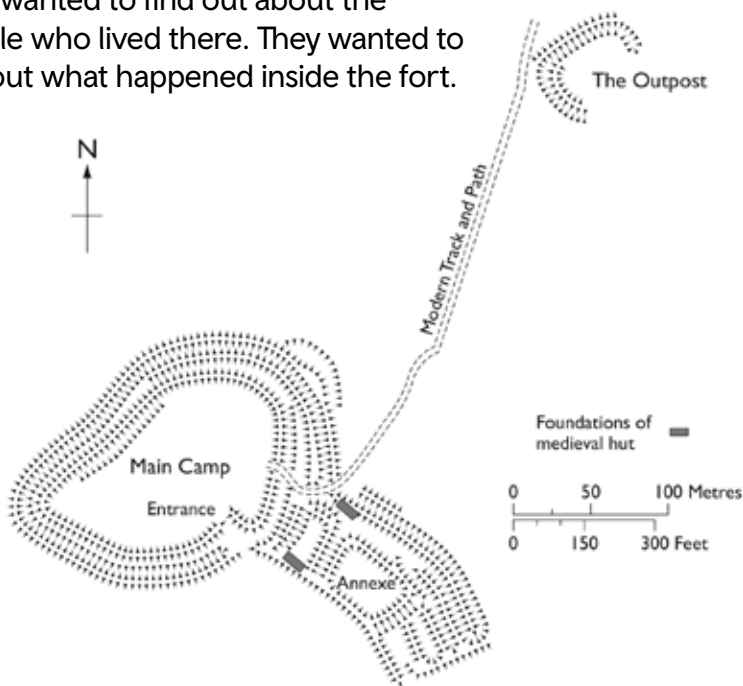 wanted to find out about the
le who lived there. They wanted to
out what happened inside the fort.
The Outpost
N
Modern Track and Path
Foundations of
medieval hut
Main Camp
0 50 100 Metres
Entrance
0 150 300 Feet
Annexe